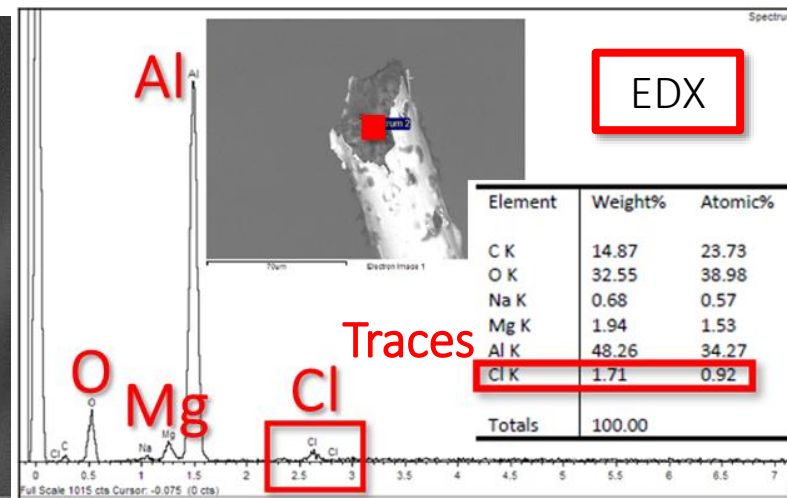 Spectru
Al
Al
EDX
rum 2
70μm
Electron Image 1
Element Weight% Atomic%
C K 14.87 23.73
O K 32.55 38.98
Na K 0.68 0.57
Mg K 1.94 1.53
Traces
Al K 48.26 34.27
Cl K 1.71 0.92
Totals 100.00
O
Mg
Cl
O
Cl C
Na
Mg
Cl
Cl
0 0.5 1 1.5 2 2.5 3 3.5 4 4.5 5 5.5 6 6.5 7
Full Scale 1015 cts Cursor: -0.075 (0 cts)